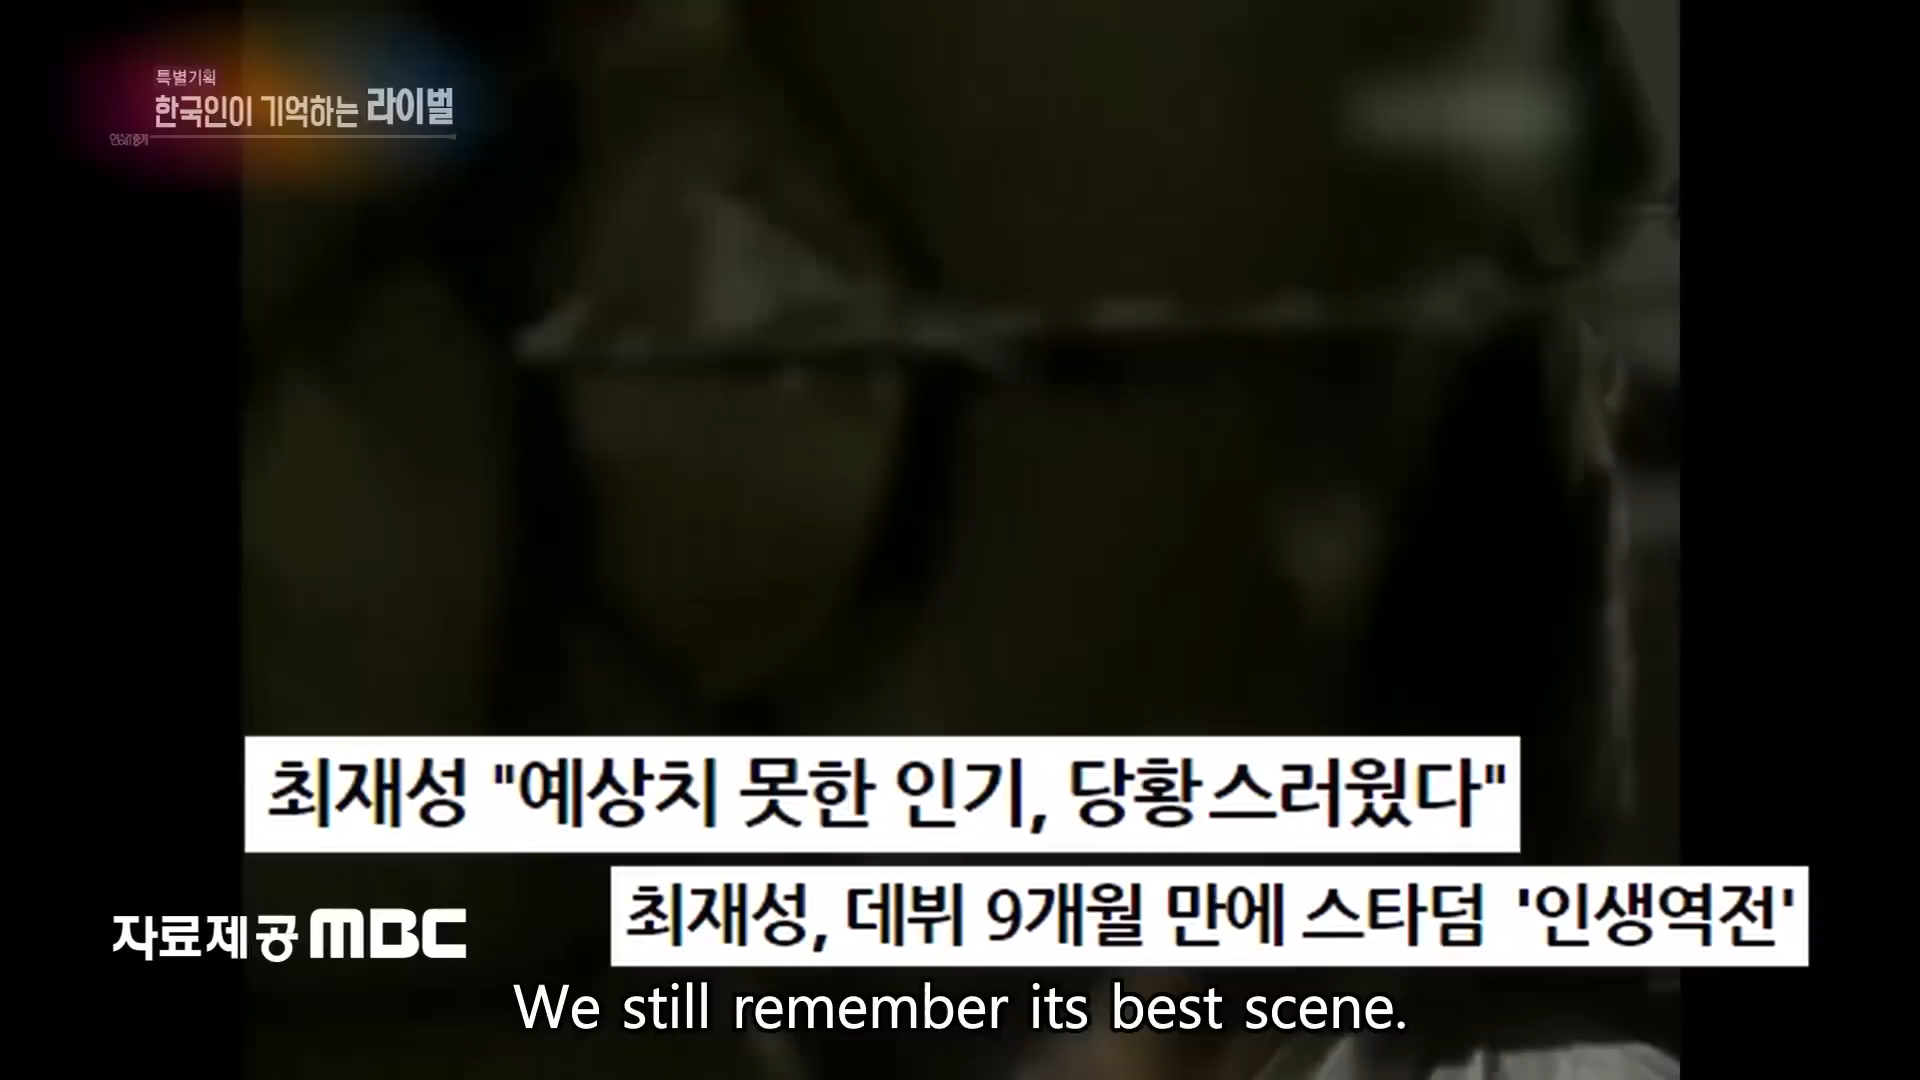 특별기획
한국인이 기억하는 라이벌
최재성 "예상치 못한 인기, 당황스러웠다"
최재성, 데뷔 9개월 만에 스타덤 '인생역전'
자료제공 MBC
We still remember its best scene.